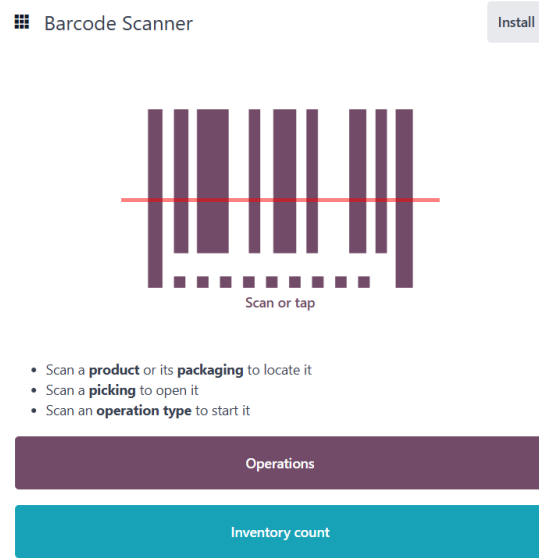 Barcode Scanner
Install
Scan or tap
• Scan a product or its packaging to locate it
• Scan a picking to open it
• Scan an operation type to start it
Operations
Inventory count